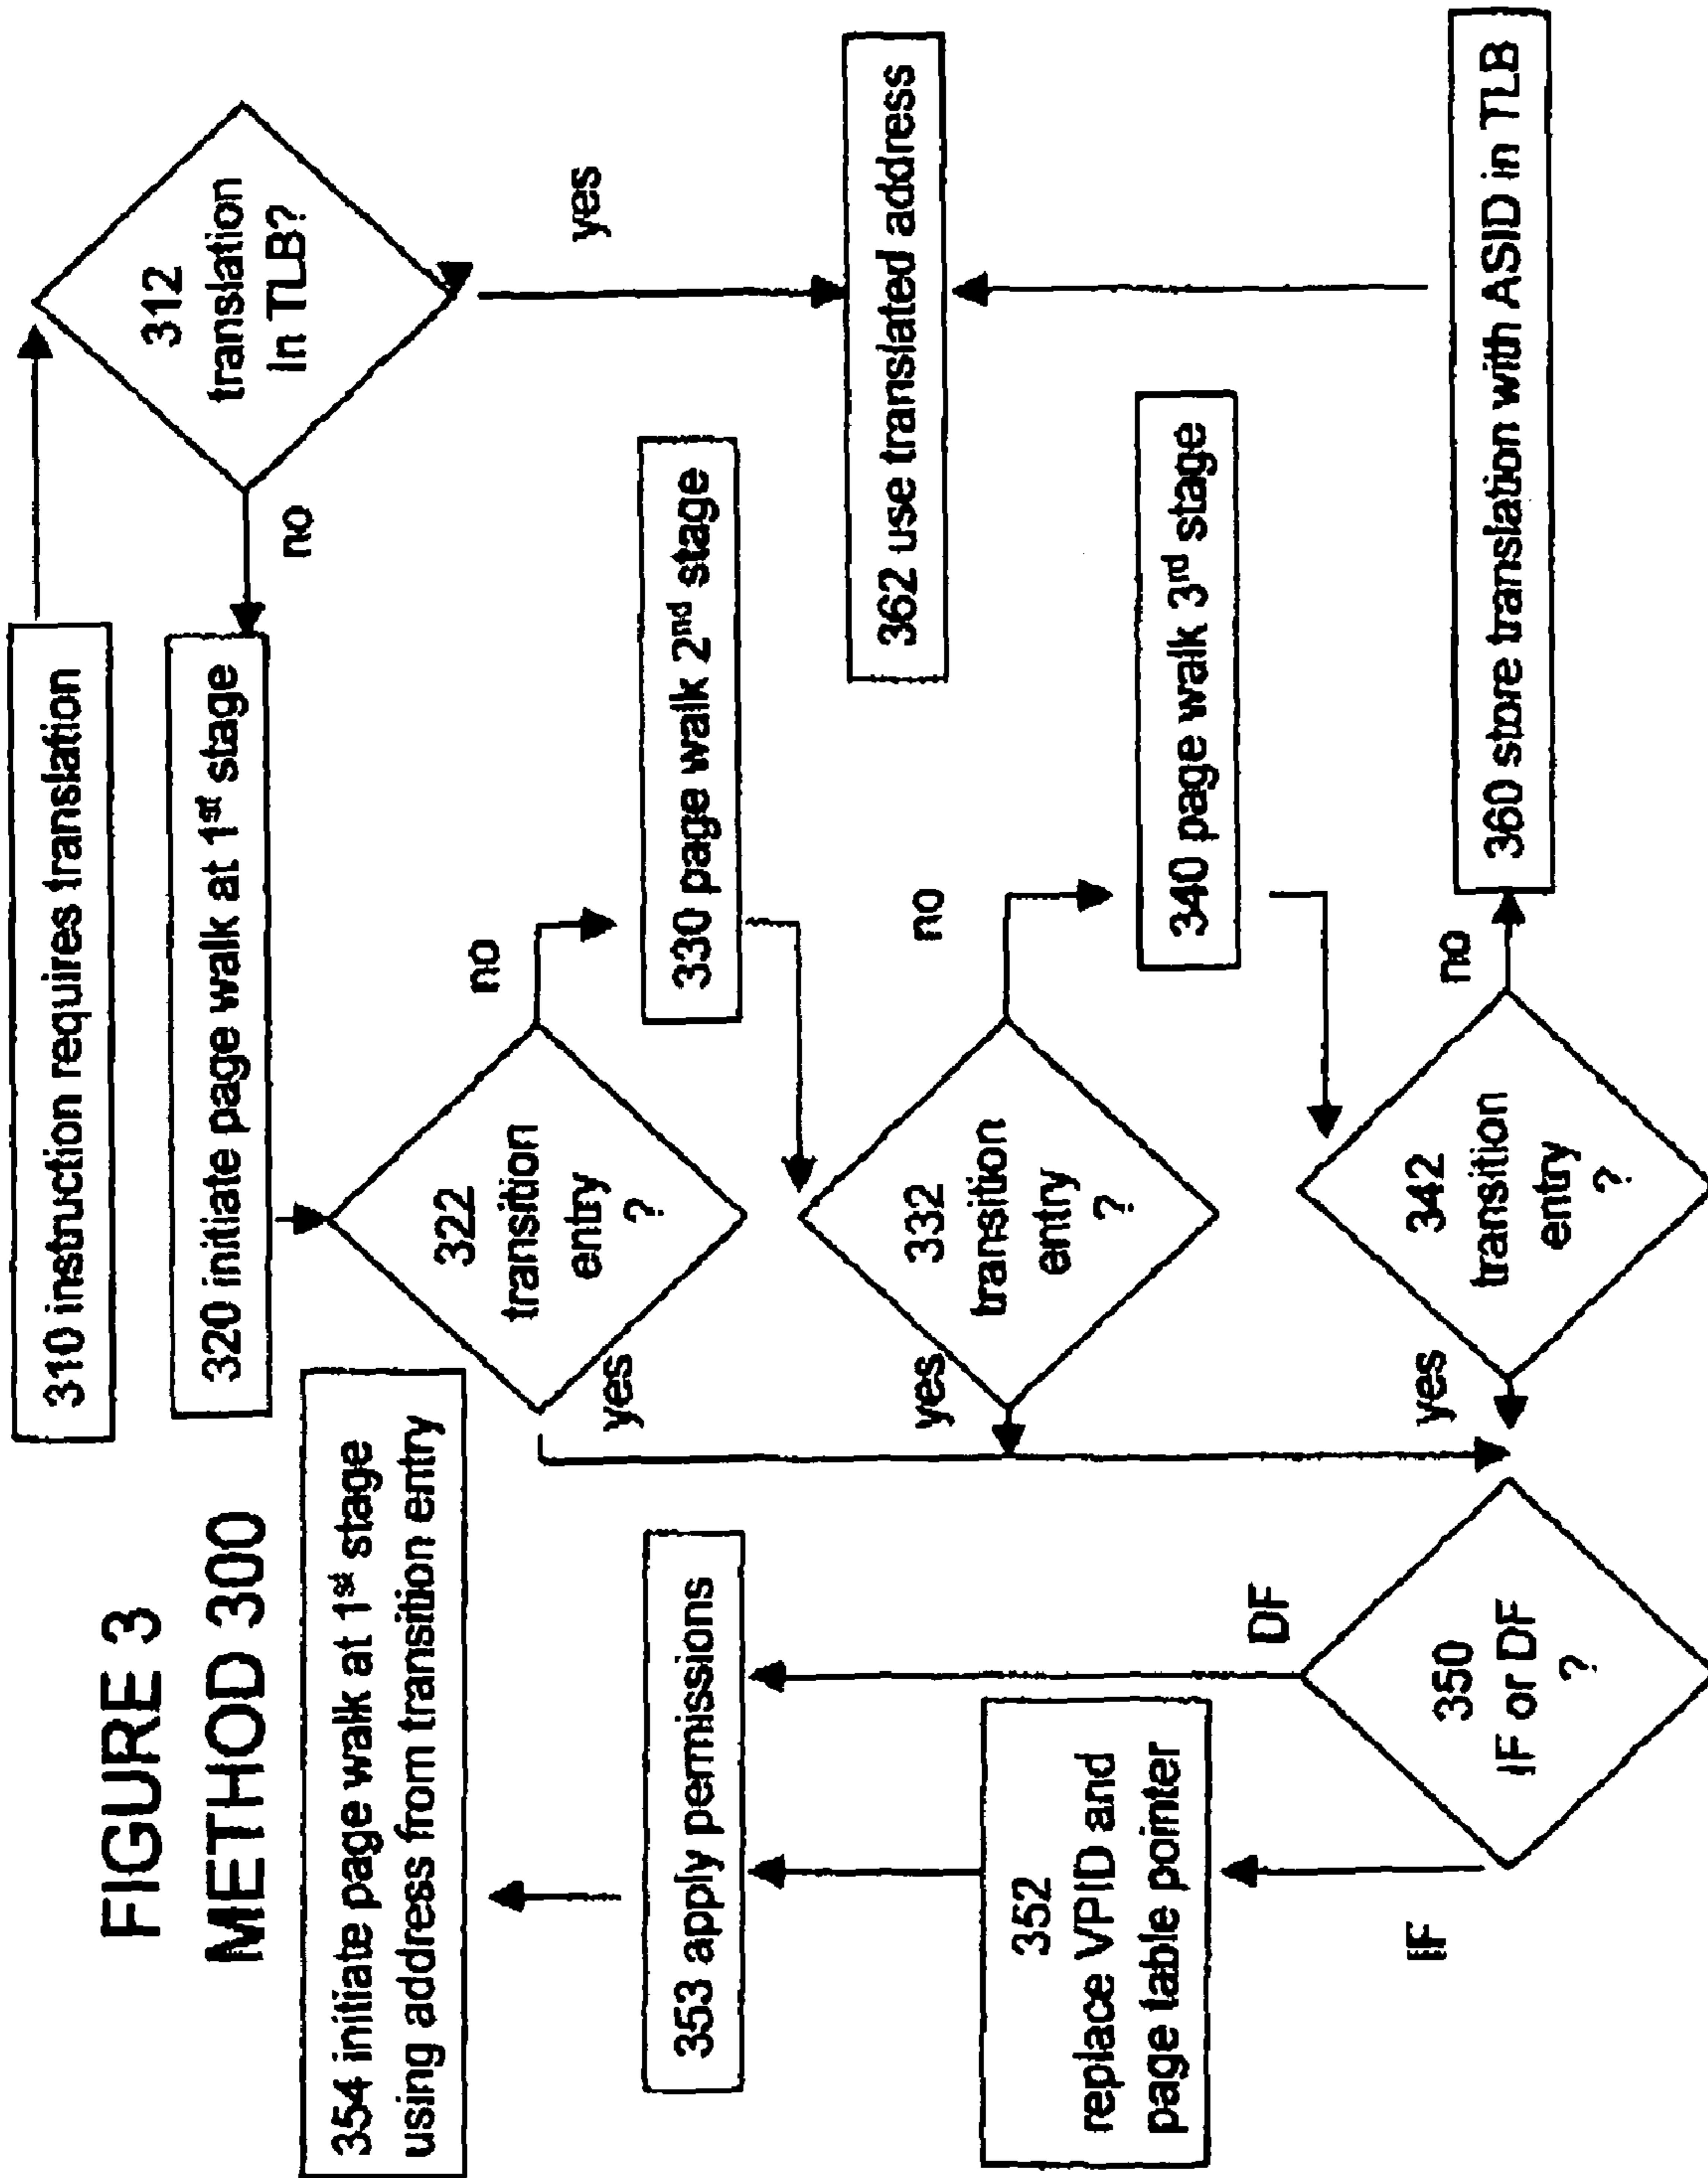 FIGURE 3
METHOD 300
310 instruction requires translation
312
translation
In TLB?
yes
no
320 initiate page walk at 1st stage
322
transition
entry
?
no
yes
330 page walk 2nd stage
332
transition
entry
?
no
yes
340 page walk 3rd stage
342
transition
entry
?
no
yes
350
IF or DF
?
IF
DF
352
replace VPID and
page table pointer
353 apply permissions
354 initiate page walk at 1st stage
using address from transition entry
360 store translation with ASID in TLB
362 use translated address